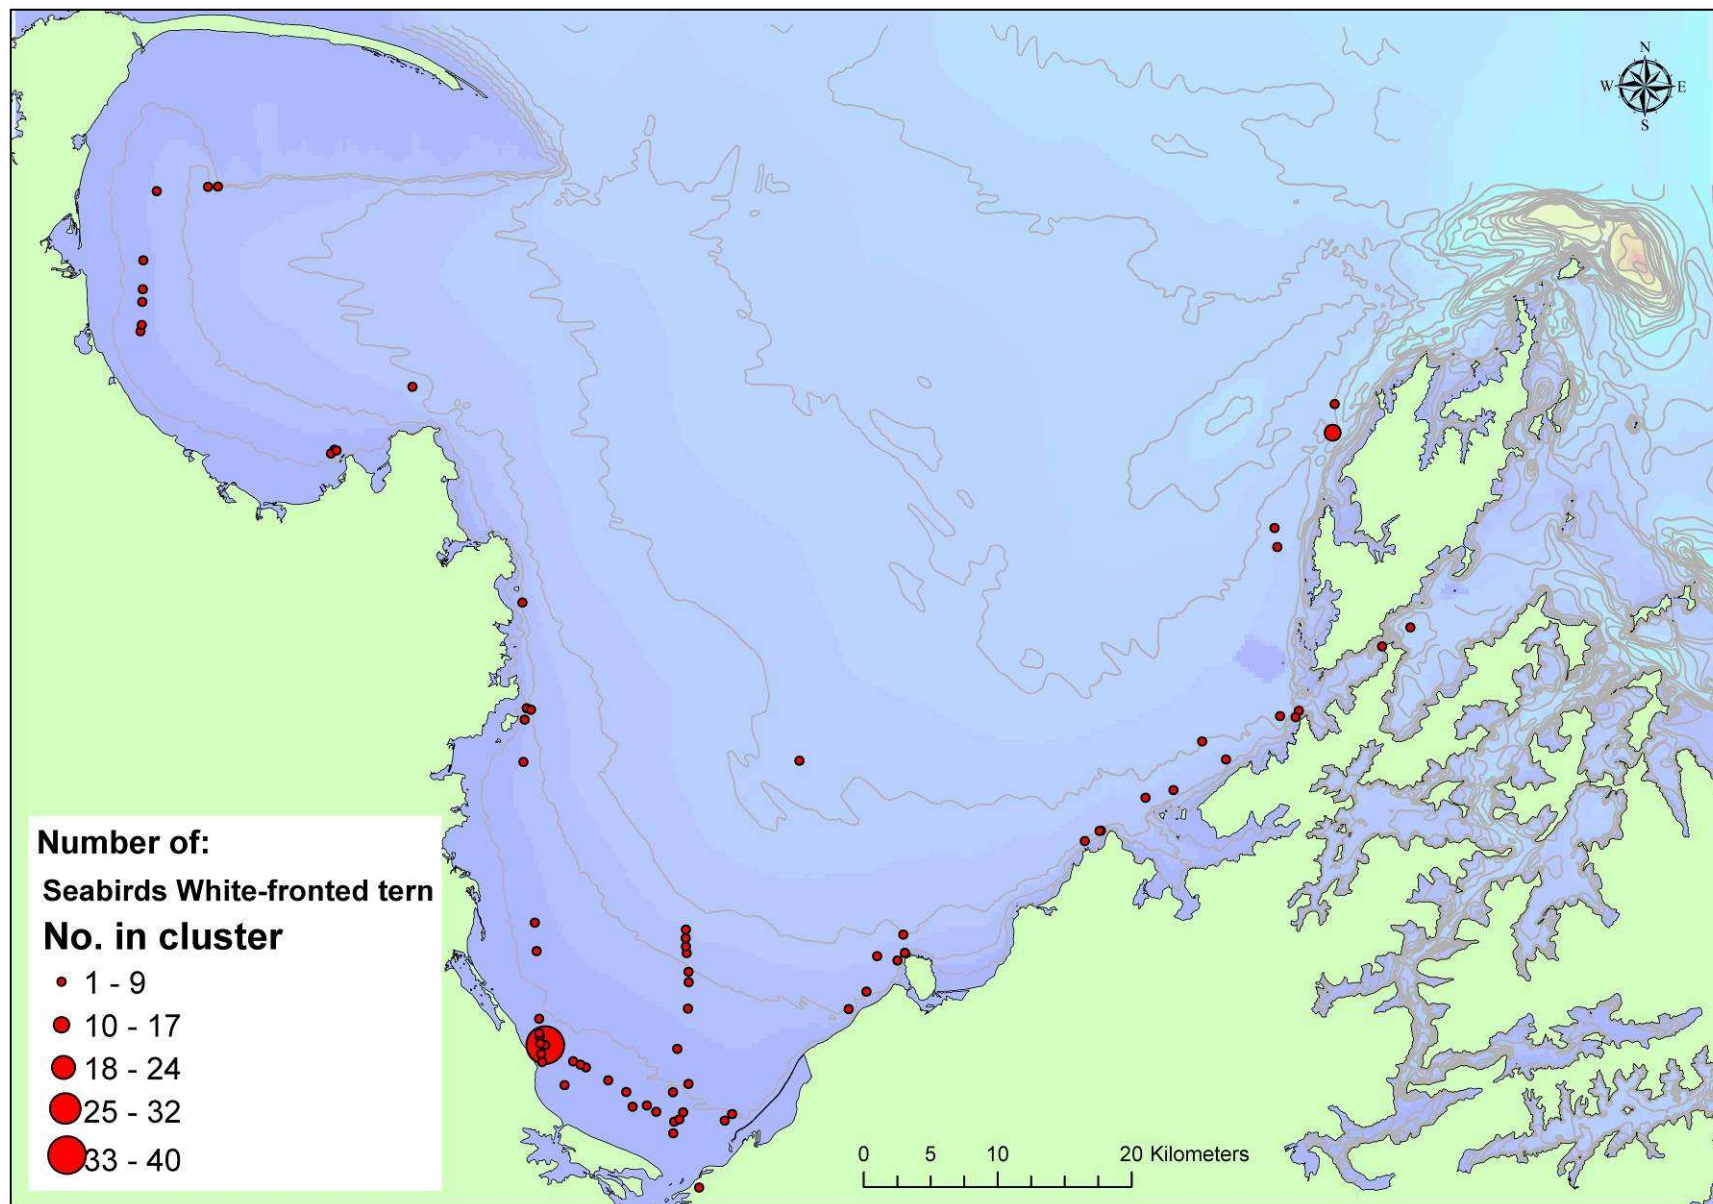 N
W E
S
Number of:
Seabirds White-fronted tern
No. in cluster
1 - 9
10 - 17
18 - 24
25 - 32
33 - 40
0 5 10 20 Kilometers